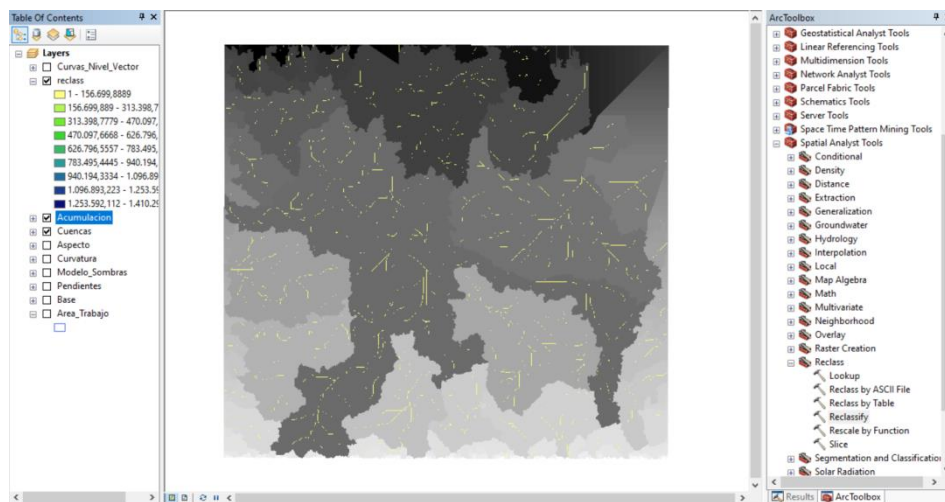 Table Of Contents
Layers
Curvas_Nivel_Vector
reclass
1 - 156.699,8889
156.699,889 - 313.398,7
313.398,7779 - 470.097,
470.097,6668 - 626.796,
626.796,5557 - 783.495,
783.495,4445 - 940.194,
940.194,3334 - 1.096.89
1.096.893,223 - 1.253.59
1.253.592,112 - 1.410.29
Acumulacion
Cuencas
Aspecto
Curvatura
Modelo_Sombras
Pendientes
Base
Area_Trabajo
ArcToolbox
Geostatistical Analyst Tools
Linear Referencing Tools
Multidimension Tools
Network Analyst Tools
Parcel Fabric Tools
Schematics Tools
Server Tools
Space Time Pattern Mining Tools
Spatial Analyst Tools
Conditional
Density
Distance
Extraction
Generalization
Groundwater
Hydrology
Interpolation
Local
Map Algebra
Math
Multivariate
Neighborhood
Overlay
Raster Creation
Reclass
Lookup
Reclass by ASCII File
Reclass by Table
Reclassify
Rescale by Function
Slice
Segmentation and Classification
Solar Radiation
Results
ArcToolbox